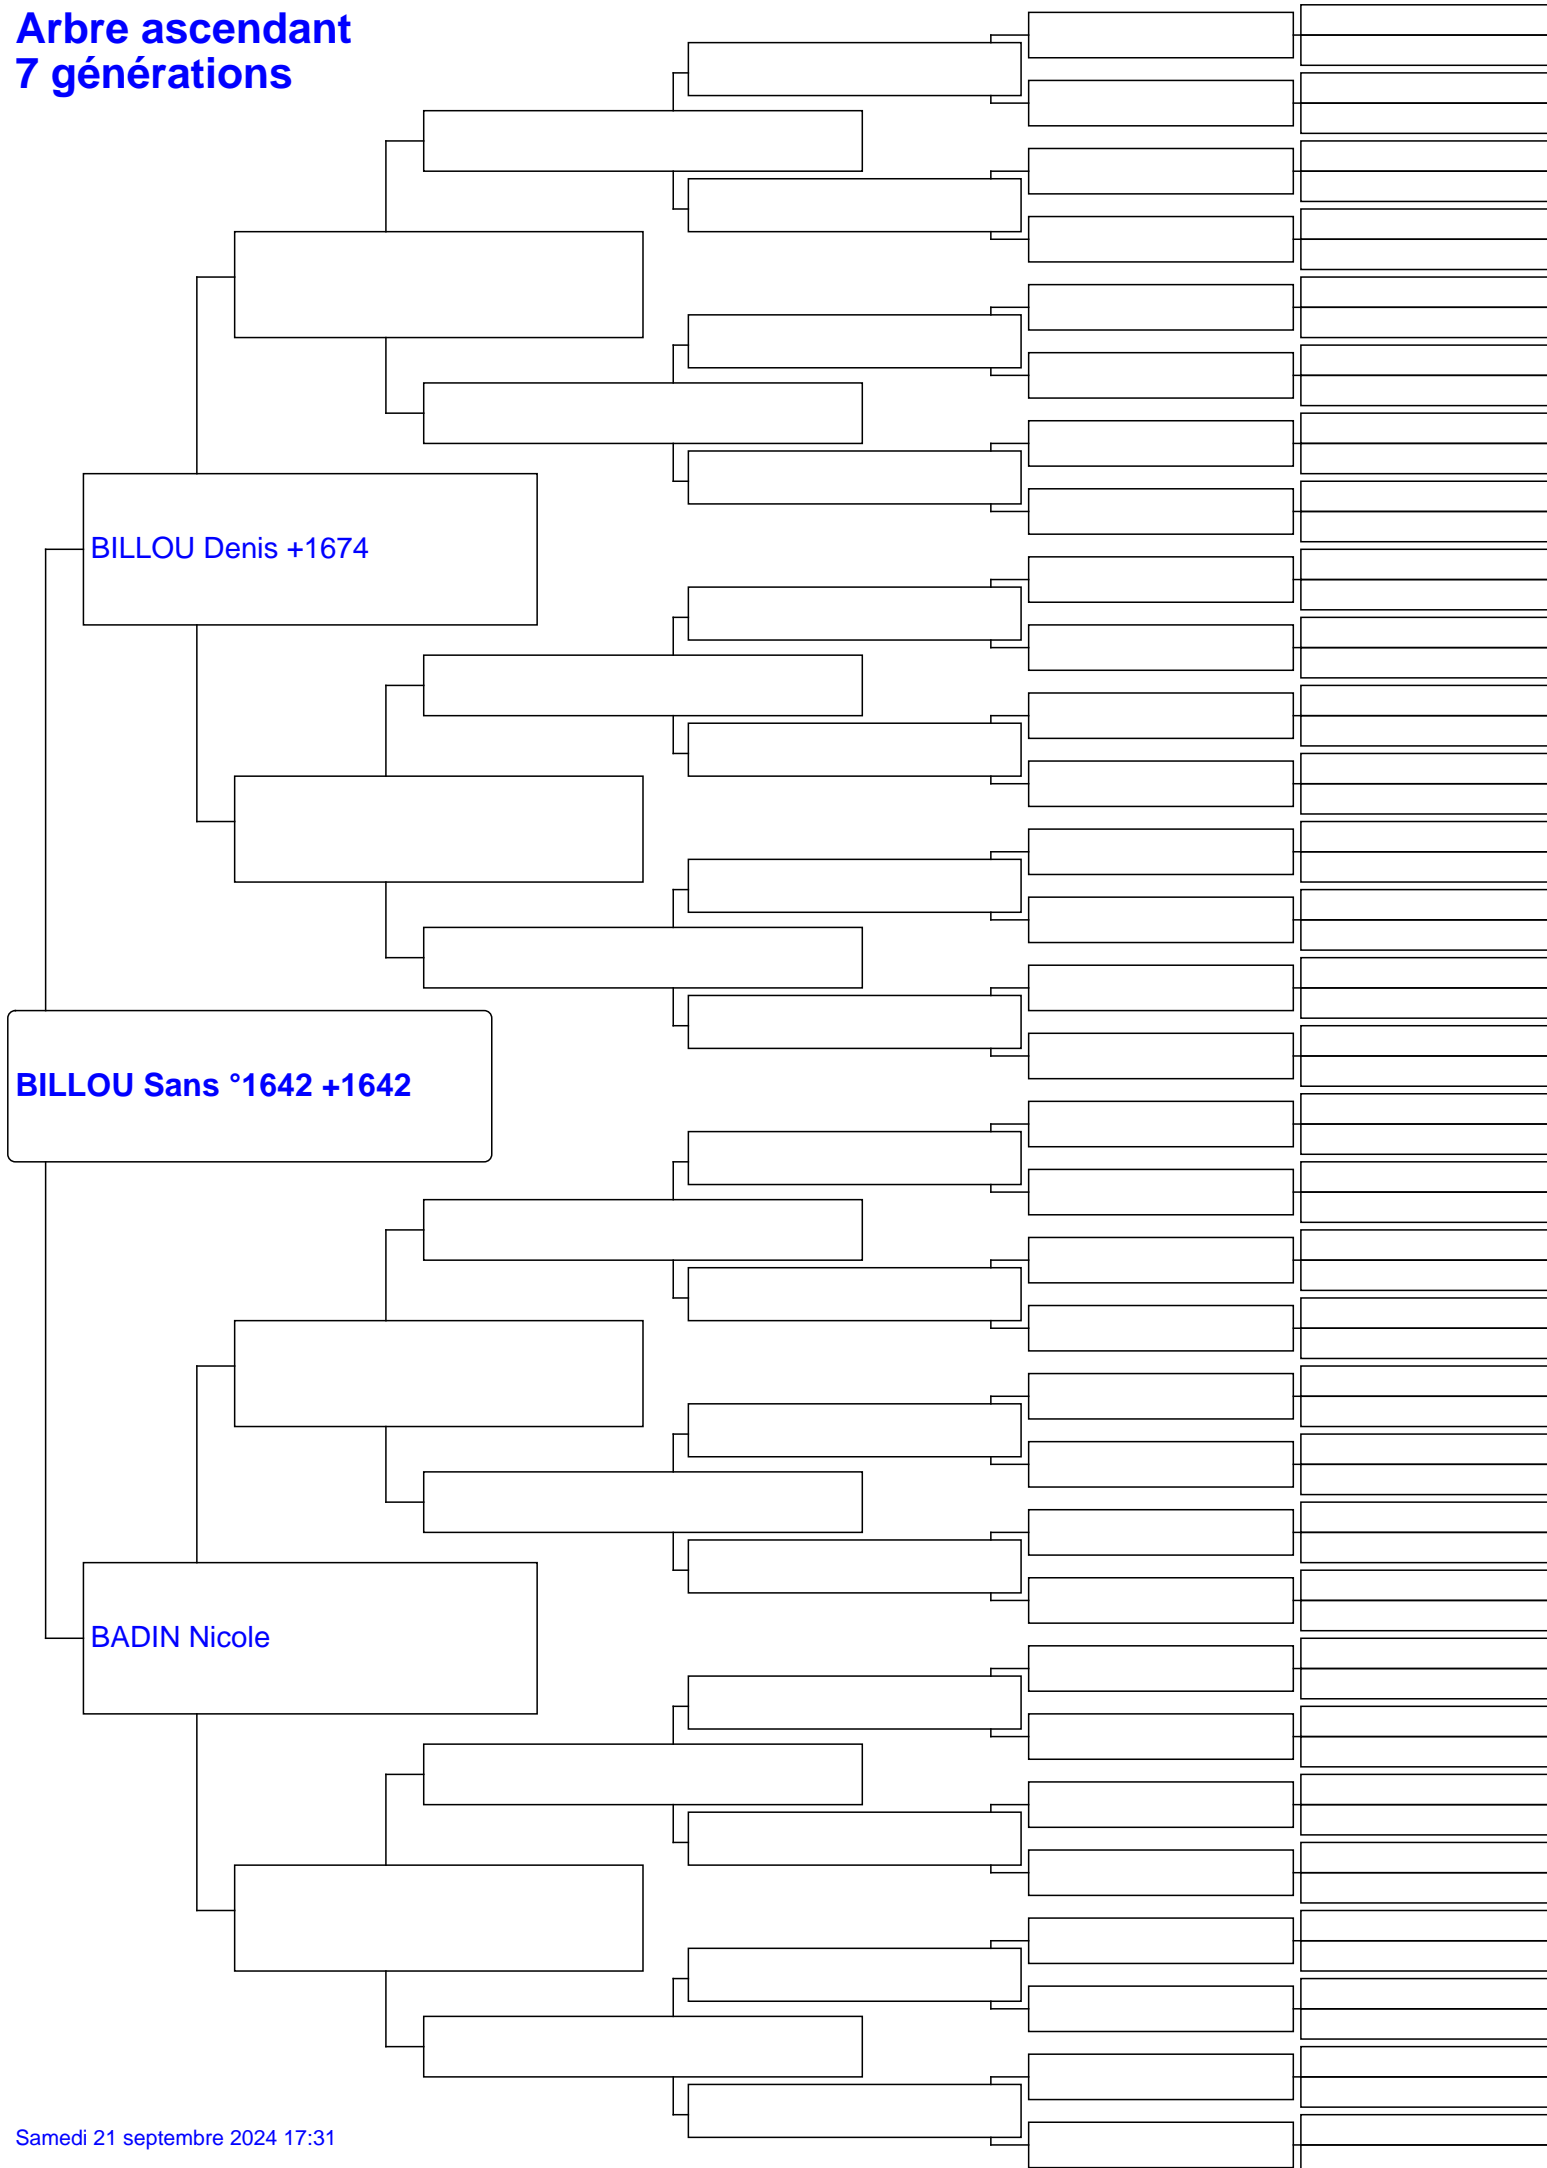 Arbre ascendant
7 générations
BILLOU Denis +1674
BILLOU Sans °1642 +1642
BADIN Nicole
Samedi 21 septembre 2024 17:31